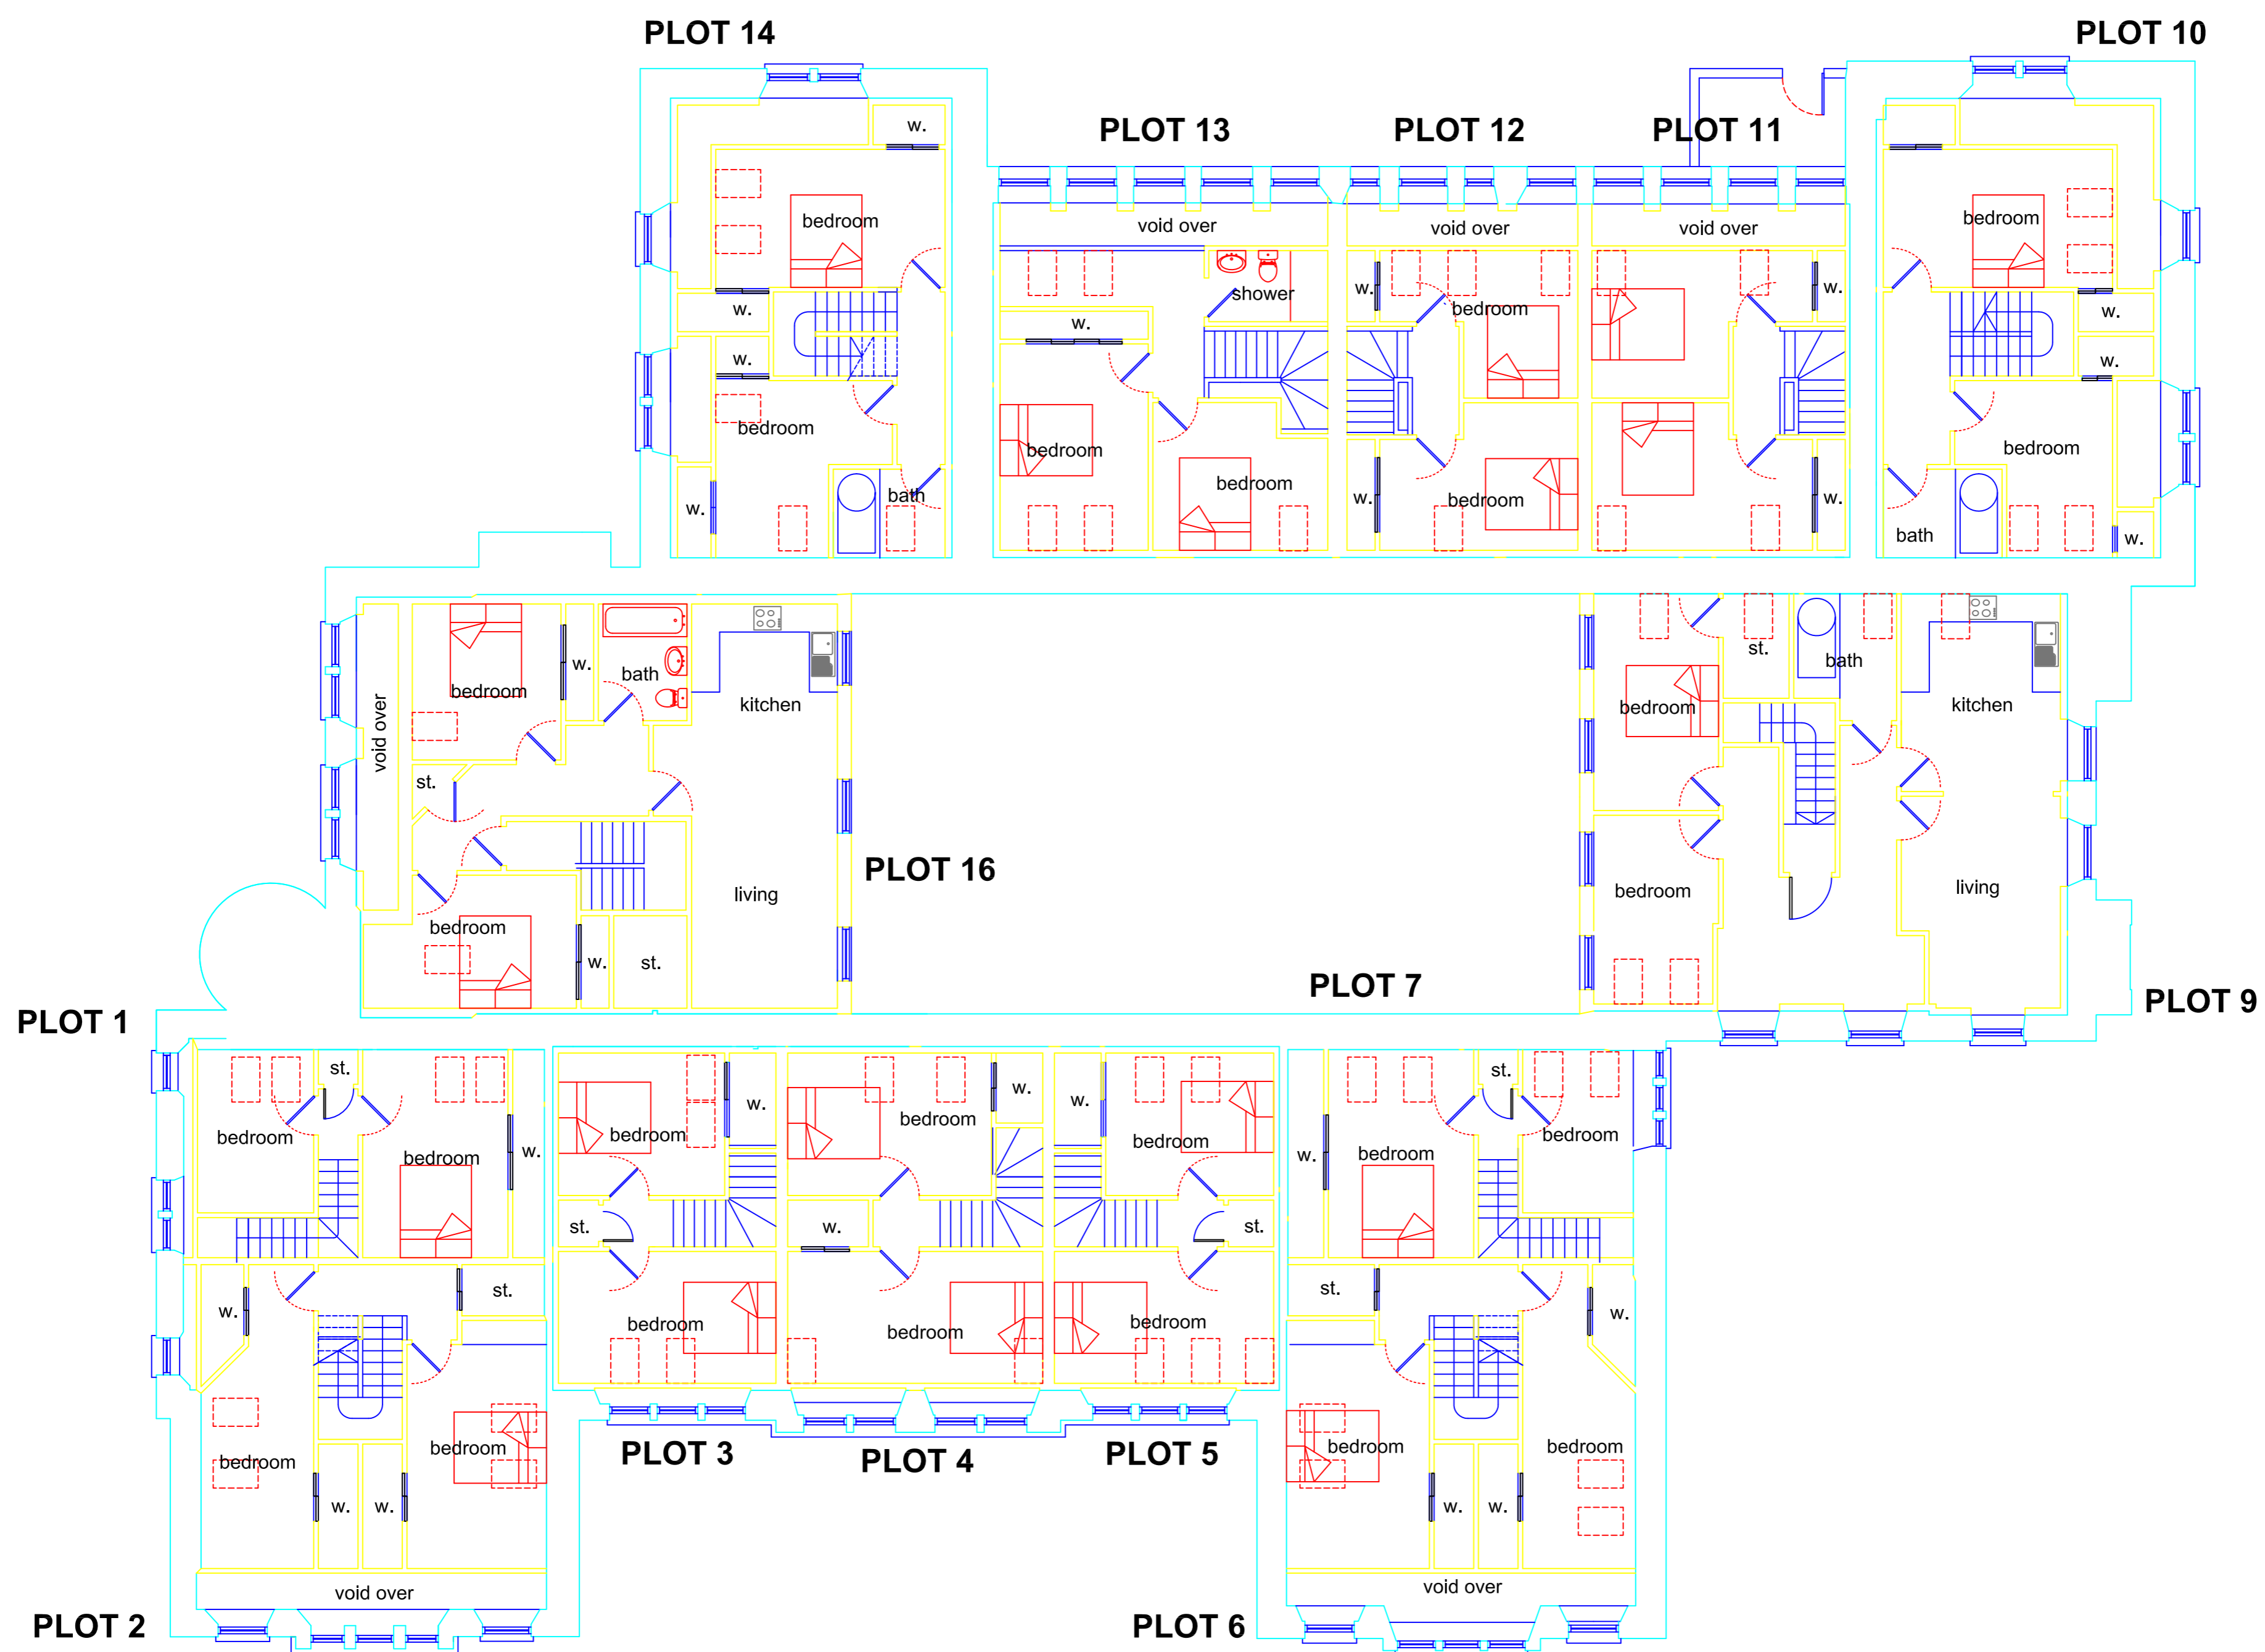 PLOT 14
PLOT 10
PLOT 13
PLOT 12
PLOT 11
w.
bedroom
void over
void over
void over
bedroom
shower
w.
bedroom
w.
w.
w.
w.
w.
w.
bedroom
bedroom
bedroom
bedroom
bedroom
w.
bath
w.
w.
bath
w.
void over
bedroom
w.
bath
kitchen
st.
bath
kitchen
bedroom
st.
PLOT 16
living
bedroom
living
bedroom
w.
st.
PLOT 7
PLOT 9
PLOT 1
st.
bedroom
bedroom
w.
bedroom
w.
bedroom
w.
w.
bedroom
st.
w.
bedroom
bedroom
st.
w.
st.
w.
st.
st.
bedroom
bedroom
bedroom
st.
w.
bedroom
bedroom
w.
w.
PLOT 3
PLOT 4
PLOT 5
bedroom
bedroom
w.
w.
void over
void over
PLOT 2
PLOT 6